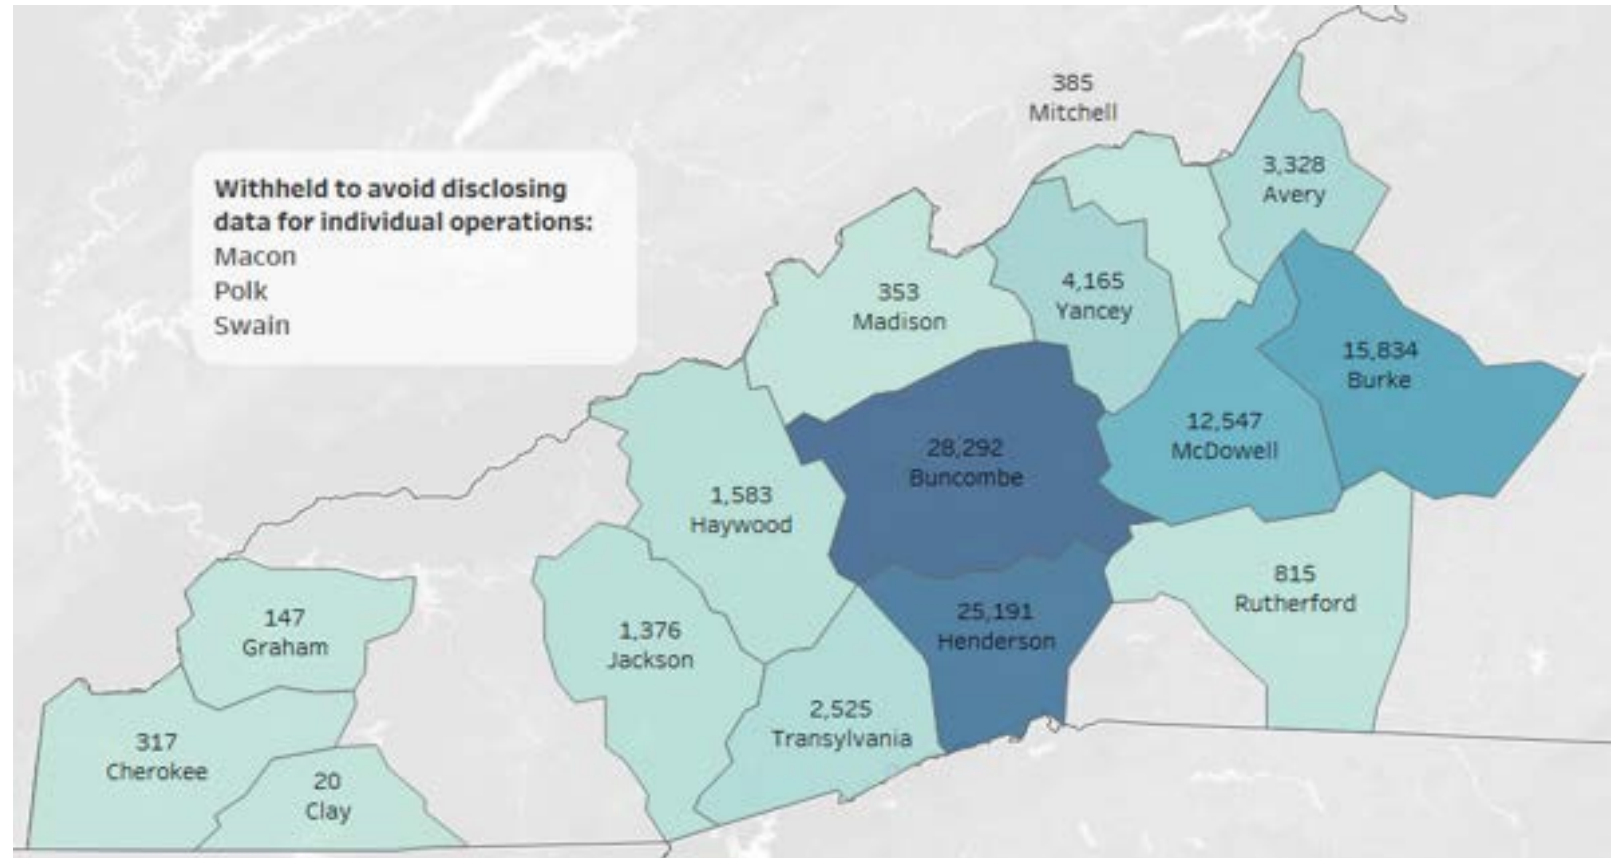 385
Mitchell
3,328
Avery
Withheld to avoid disclosing
data for individual operations:
Macon
Polk
Swain
353
Madison
4,165
Yancey
15,834
Burke
12,547
McDowell
28,292
Buncombe
1,583
Haywood
815
Rutherford
147
Graham
1,376
Jackson
25,191
Henderson
2,525
Transylvania
317
Cherokee
20
Clay